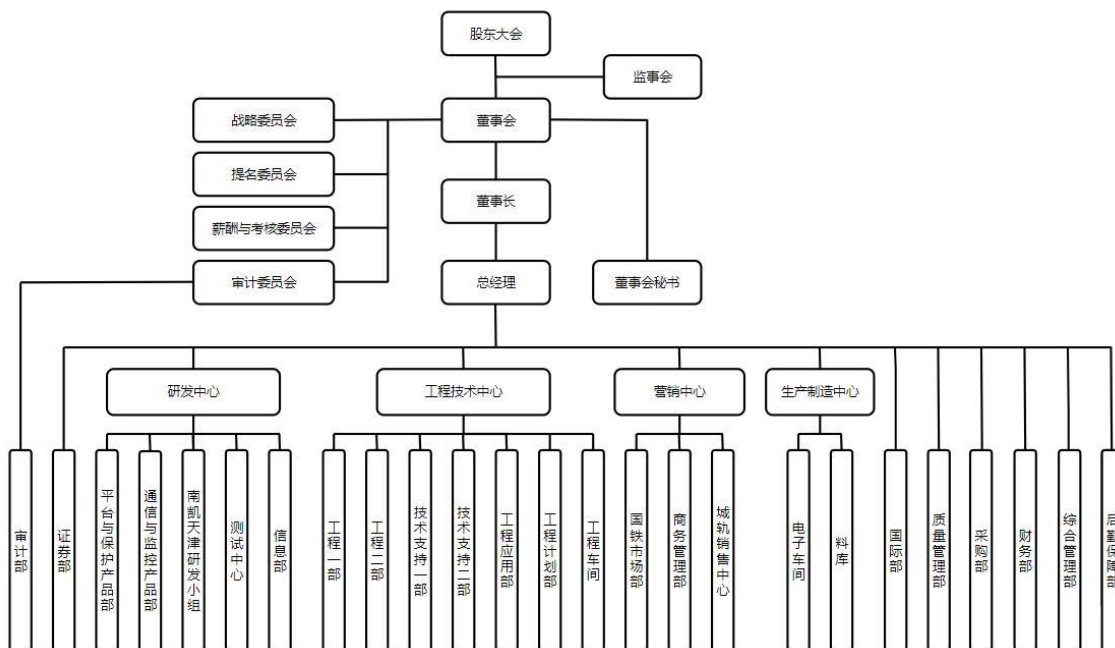 股东大会
监事会
战略委员会
董事会
提名委员会
董事长
薪酬与考核委员会
审计委员会
总经理
董事会秘书
研发中心
工程技术中心
营销中心
生产制造中心
审计部
证券部
平台与保护产品部
通信与监控产品部
南凯天津研发小组
测试中心
信息部
工程一部
工程二部
技术支持一部
技术支持二部
工程应用部
工程计划部
工程车间
国铁市场部
商务管理部
城轨销售中心
电子车间
料库
国际部
质量管理部
采购部
财务部
综合管理部
后勤保障部